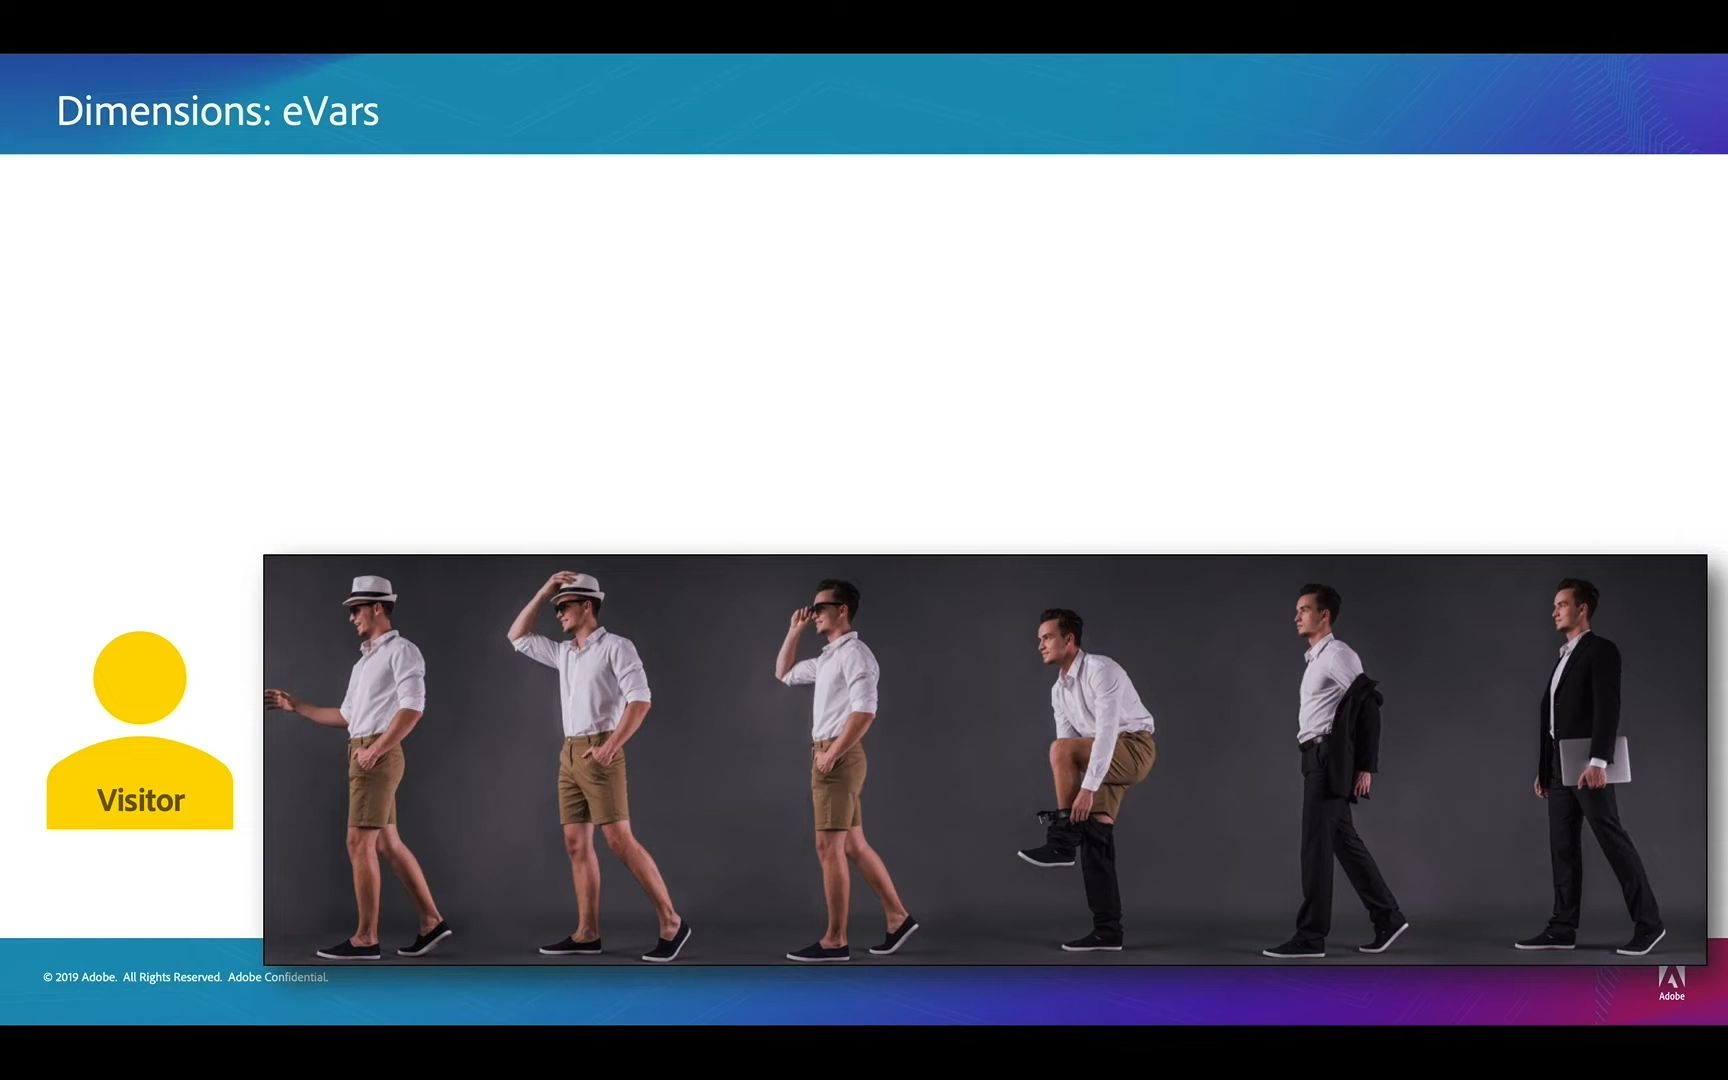 Dimensions: eVars
Visitor
© 2019 Adobe. All Rights Reserved. Adobe Confidential.
Adobe